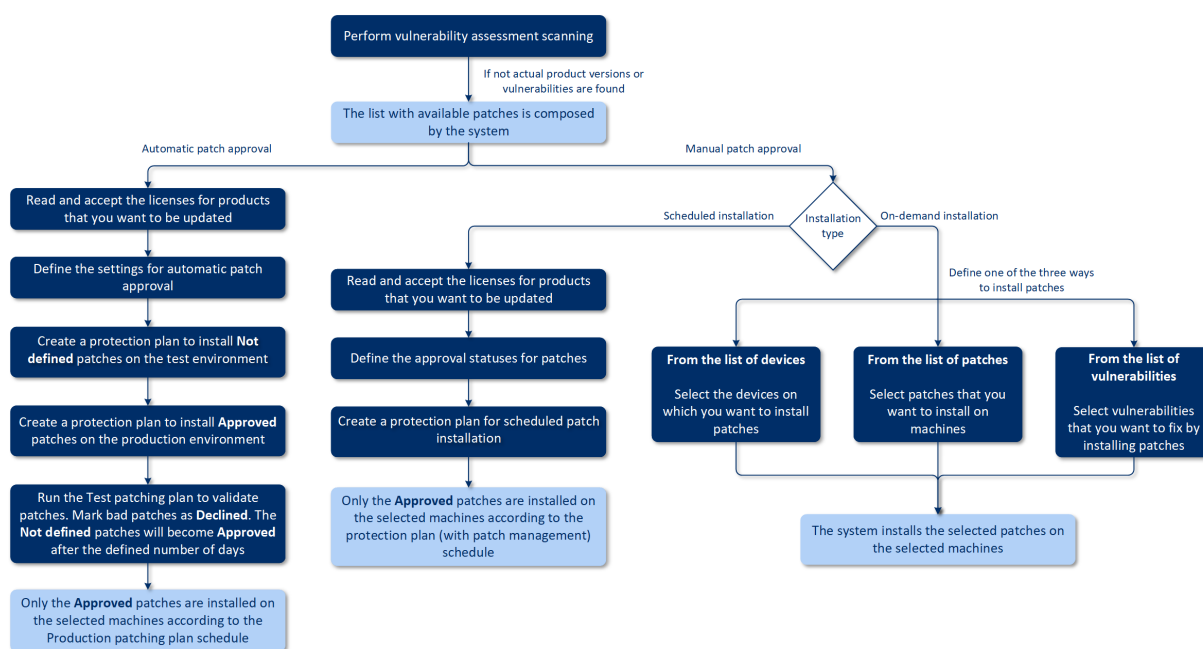 Perform vulnerability assessment scanning
If not actual product versions or
vulnerabilities are found
The list with available patches is composed
by the system
Automatic patch approval
Manual patch approval
Read and accept the licenses for products
that you want to be updated
Define the settings for automatic patch
approval
Create a protection plan to install Not
defined patches on the test environment
Create a protection plan to install Approved
patches on the production environment
Run the Test patching plan to validate
patches. Mark bad patches as Declined. The
Not defined patches will become Approved
after the defined number of days
Only the Approved patches are installed on
the selected machines according to the
Production patching plan schedule
Installation
type
Scheduled installation
On-demand installation
Read and accept the licenses for products
that you want to be updated
Define the approval statuses for patches
Create a protection plan for scheduled patch
installation
Only the Approved patches are installed on
the selected machines according to the
protection plan (with patch management)
schedule
Define one of the three ways
to install patches
From the list of devices
Select the devices on
which you want to install
patches
From the list of patches
Select patches that you
want to install on
machines
From the list of
vulnerabilities
Select vulnerabilities
that you want to fix by
installing patches
The system installs the selected patches on
the selected machines